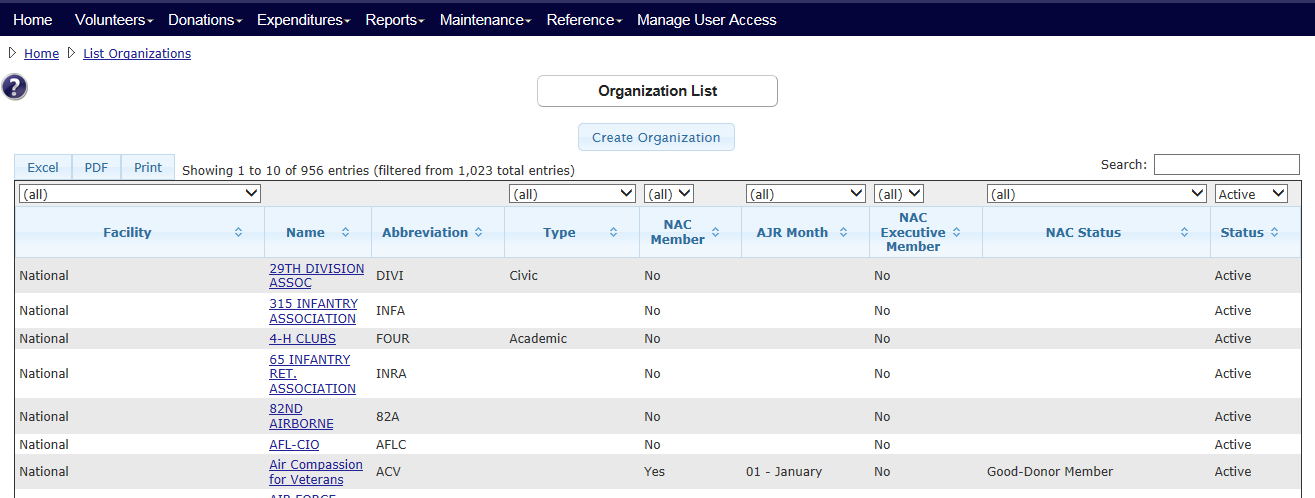 Home Volunteers Donations Expenditures Reports Maintenance Reference Manage User Access
Home List Organizations
?
Organization List
Create Organization
Excel PDF Print Showing 1 to 10 of 956 entries (filtered from 1,023 total entries) Search:
(all) (all) (all) (all) (all) (all) Active
Facility Name Abbreviation Type NAC Member AJR Month NAC Executive Member NAC Status Status
National 29TH DIVISION ASSOC DIVI Civic No No Active
National 315 INFANTRY ASSOCIATION INFA No No Active
National 4-H CLUBS FOUR Academic No No Active
National 65 INFANTRY RET. ASSOCIATION INRA No No Active
National 82ND AIRBORNE 82A No No Active
National AFL-CIO AFLC No No Active
National Air Compassion for Veterans ACV Yes 01 - January No Good-Donor Member Active
AIR FORCE